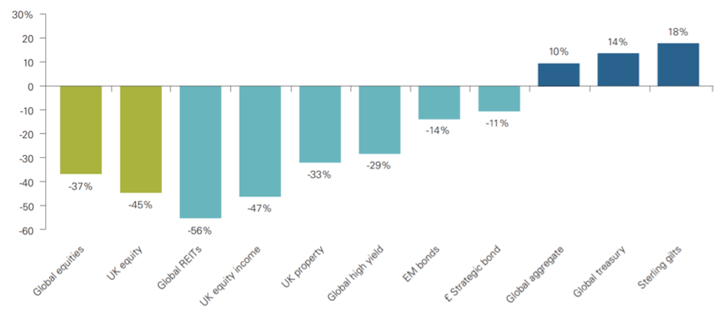 30%
20
10
0
-10
-20
-30
-40
-50
-60
-37%
-45%
-56%
-47%
-33%
-29%
-14%
-11%
10%
14%
18%
Global equities
UK equity
Global REITs
UK equity income
UK property
Global high yield
EM bonds
£ Strategic bond
Global aggregate
Global treasury
Sterling gilts